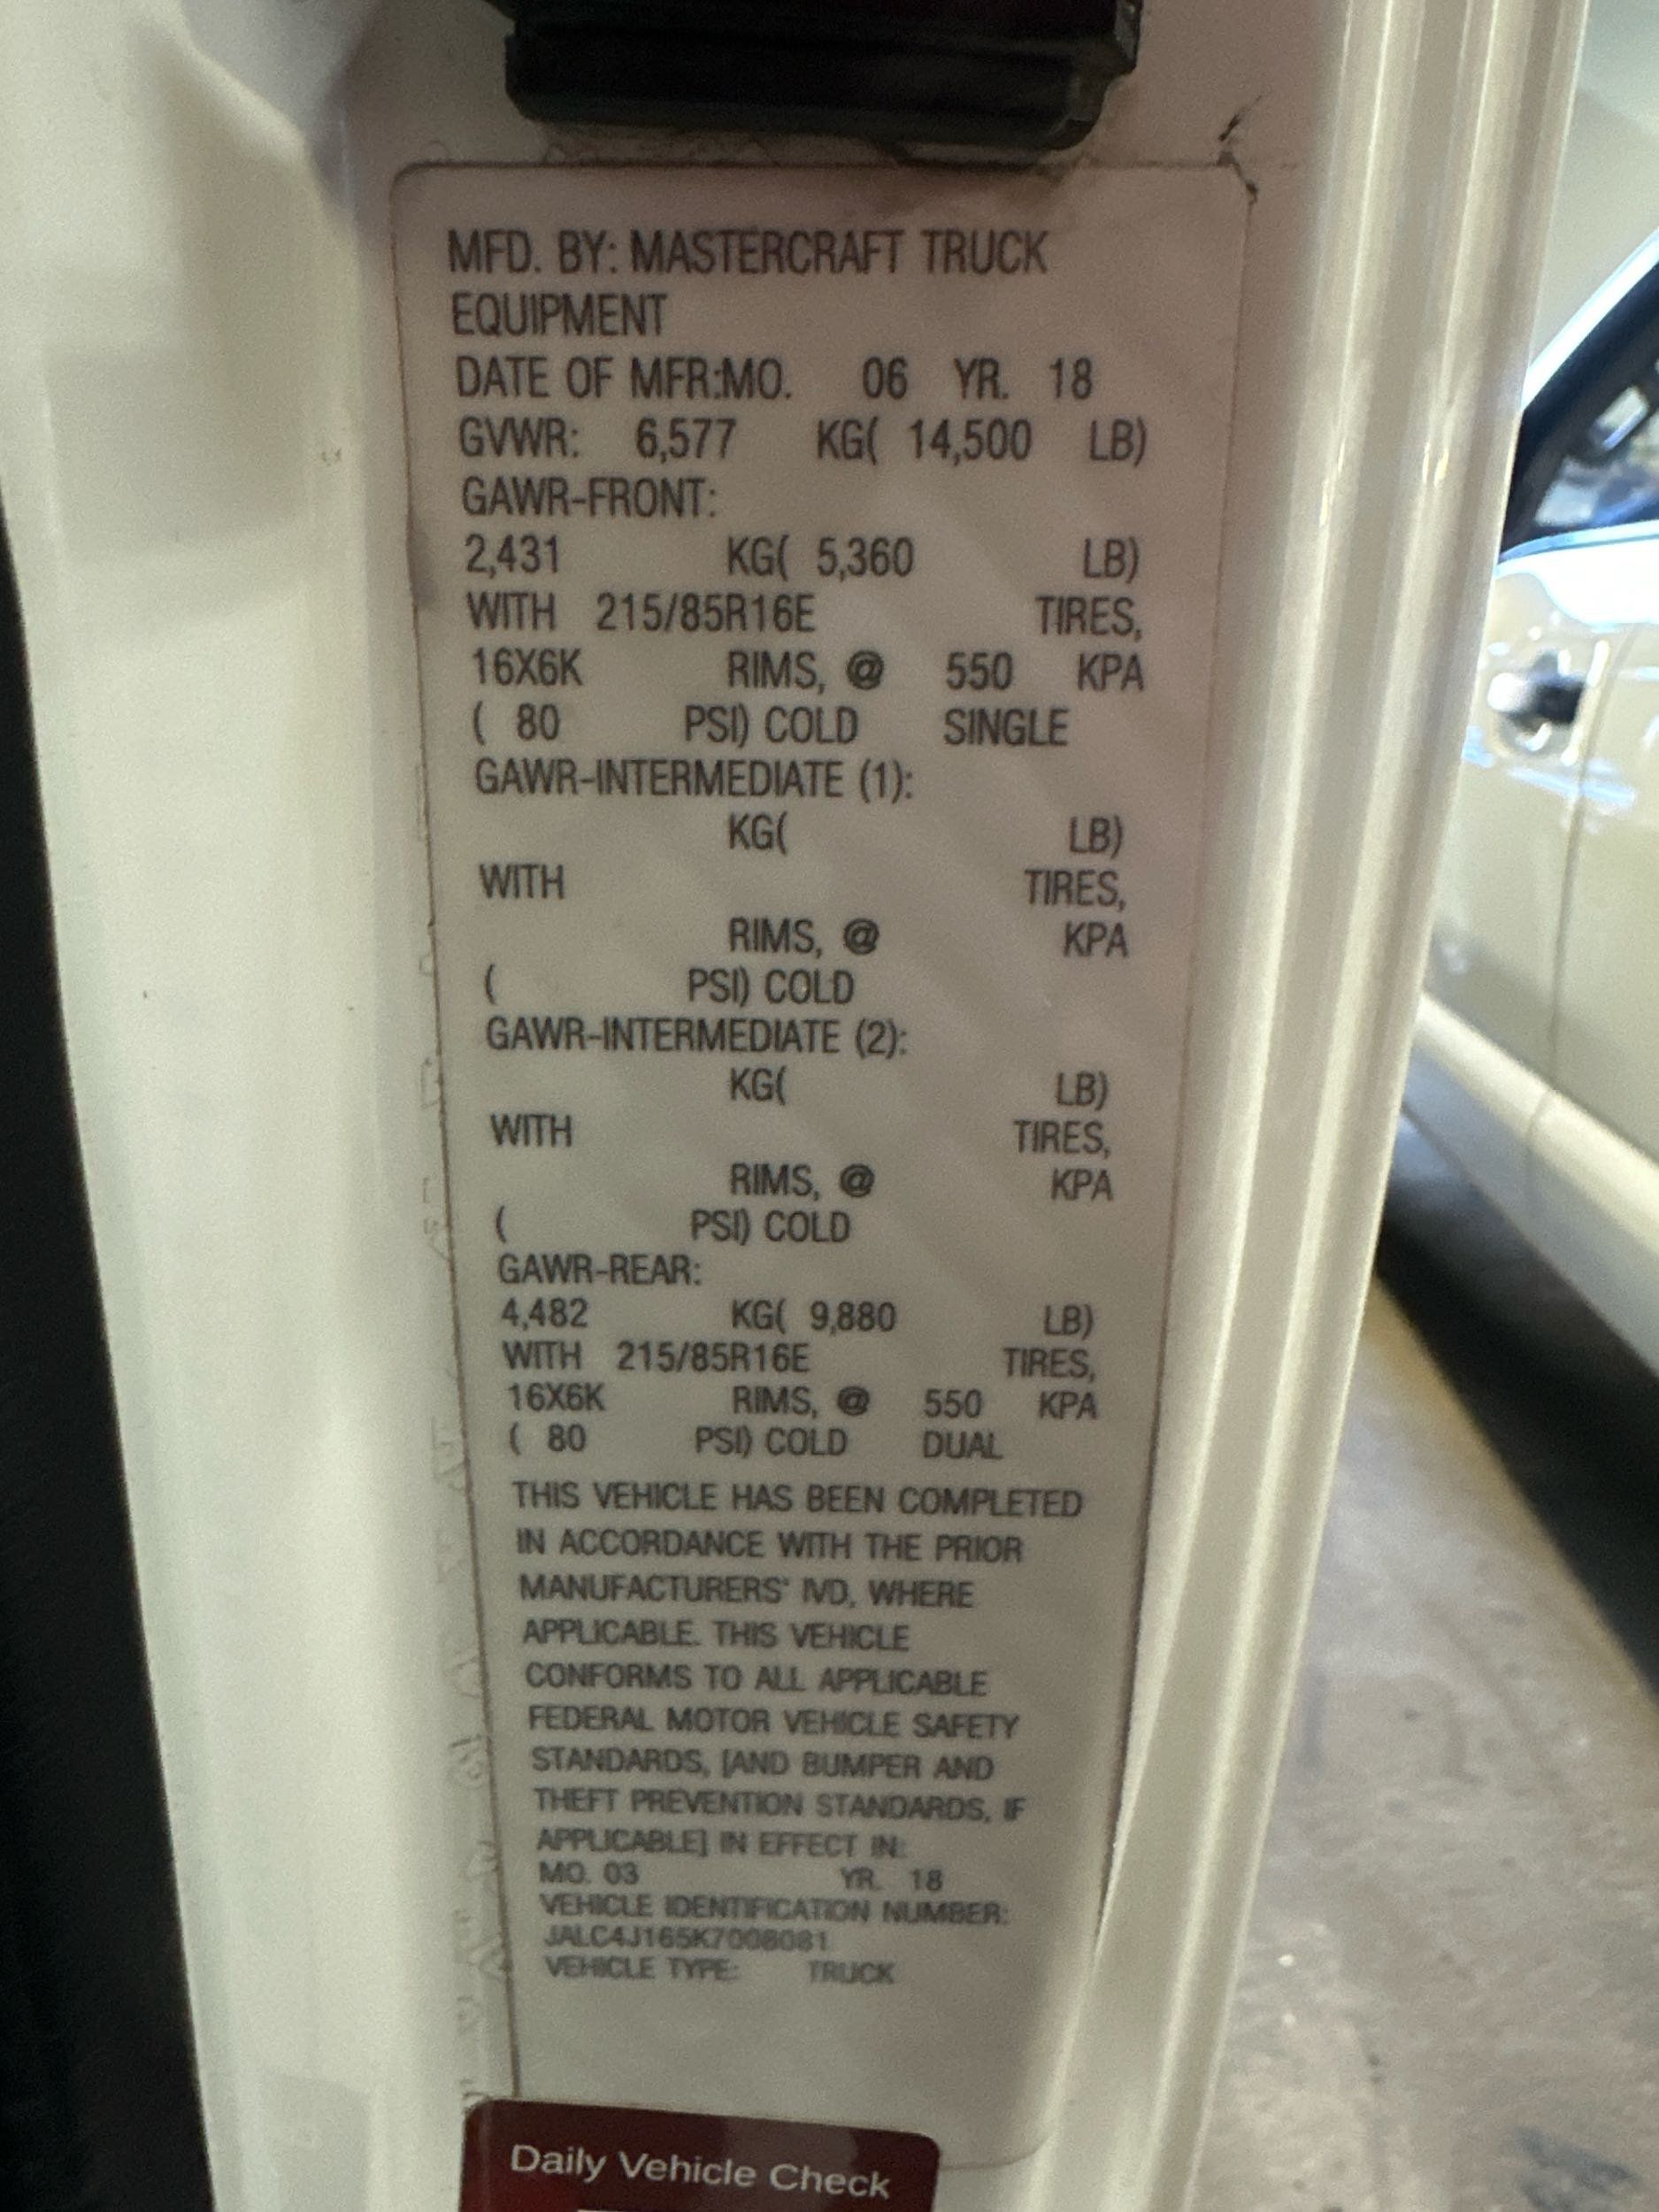 MFD. BY: MASTERCRAFT TRUCK
EQUIPMENT
DATE OF MFR:MO. 06 YR. 18
GVWR: 6,577 KG( 14,500 LB)
GAWR-FRONT:
2,431 KG( 5,360 LB)
WITH 215/85R16E TIRES,
16X6K RIMS, @ 550 KPA
( 80 PSI) COLD SINGLE
GAWR-INTERMEDIATE (1):
KG( LB)
WITH TIRES,
RIMS, @ KPA
( PSI) COLD
GAWR-INTERMEDIATE (2):
KG( LB)
WITH TIRES,
RIMS, @ KPA
( PSI) COLD
GAWR-REAR:
4,482 KG( 9,880 LB)
WITH 215/85R16E TIRES,
16X6K RIMS, @ 550 KPA
( 80 PSI) COLD DUAL
THIS VEHICLE HAS BEEN COMPLETED
IN ACCORDANCE WITH THE PRIOR
MANUFACTURERS' IVD, WHERE
APPLICABLE. THIS VEHICLE
CONFORMS TO ALL APPLICABLE
FEDERAL MOTOR VEHICLE SAFETY
STANDARDS, [AND BUMPER AND
THEFT PREVENTION STANDARDS, IF
APPLICABLE] IN EFFECT IN:
MO. 03 YR. 18
VEHICLE IDENTIFICATION NUMBER:
JALC4J165K7008081
VEHICLE TYPE: TRUCK
Daily Vehicle Check